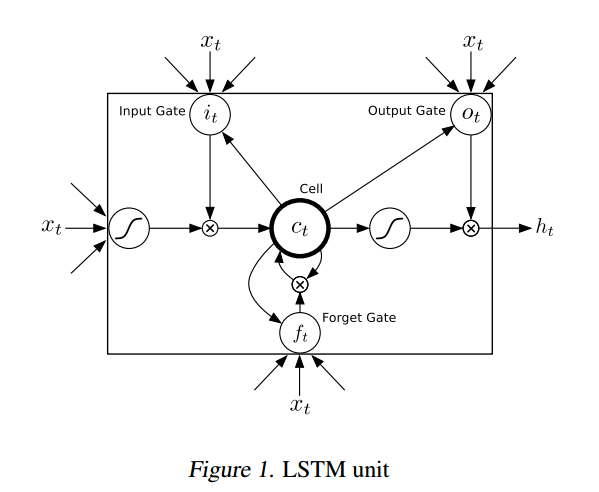 x_t x_t
Input Gate i_t Output Gate o_t
Cell
x_t c_t h_t
Forget Gate
f_t
x_t
Figure 1. LSTM unit